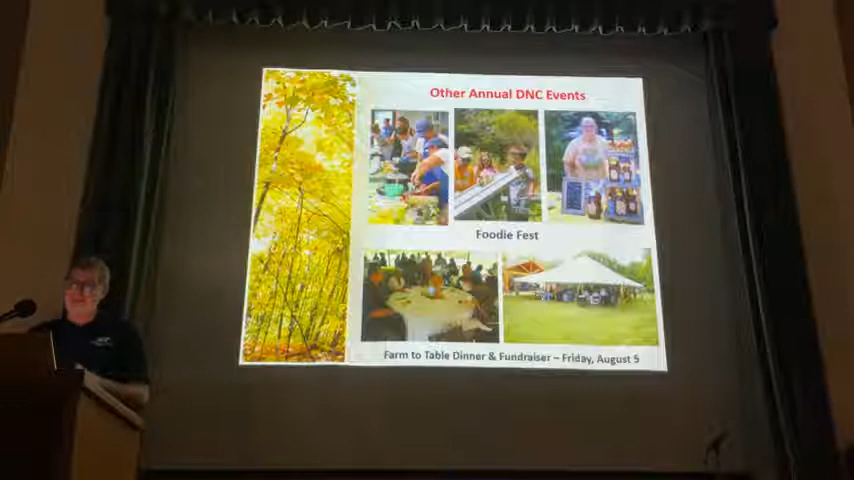 Other Annual DNC Events
Foodie Fest
Farm to Table Dinner & Fundraiser – Friday, August 5